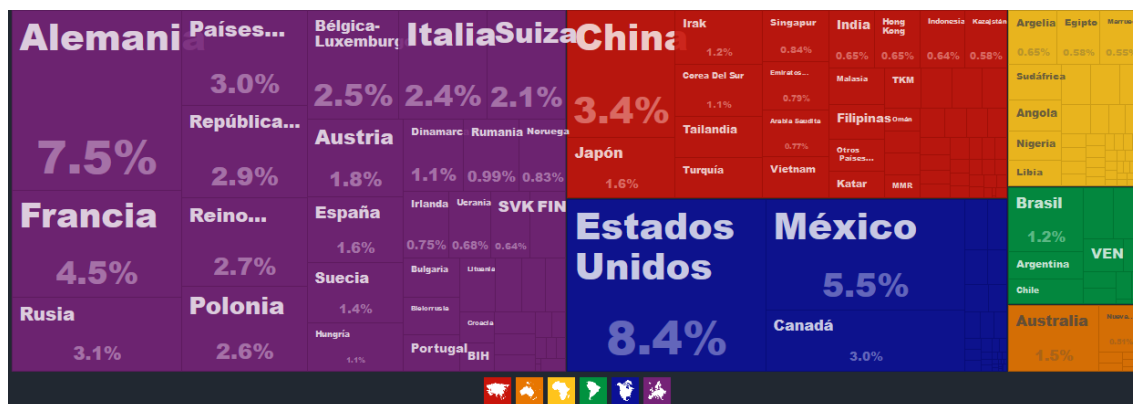 Alemania
7.5%
Francia
4.5%
Rusia
3.1%
Países...
3.0%
República...
2.9%
Reino...
2.7%
Polonia
2.6%
Bélgica-
Luxemburgo
2.5%
Italia
2.4%
Suiza
2.1%
Austria
1.8%
España
1.6%
Suecia
1.4%
Hungría
1.1%
Dinamarca
1.1%
Rumania
0.99%
Noruega
0.83%
Irlanda
0.75%
Ucrania
0.68%
SVK
0.64%
FIN
Bulgaria
Lituania
Bielorrusia
Croacia
Portugal
BIH
China
3.4%
Japón
1.6%
Irak
1.2%
Corea Del Sur
1.1%
Tailandia
Turquía
Singapur
0.84%
Emiratos...
0.79%
Arabia Saudita
0.77%
Vietnam
India
0.65%
Hong
Kong
0.65%
Indonesia
0.64%
Kazajstán
0.58%
Malasia
TKM
Filipinas
Omán
Otros
Países...
Katar
MMR
Estados
Unidos
8.4%
México
5.5%
Canadá
3.0%
Argelia
0.65%
Egipto
0.58%
0.55%
Sudáfrica
Angola
Nigeria
Libia
Brasil
1.2%
Argentina
Chile
VEN
Australia
1.5%